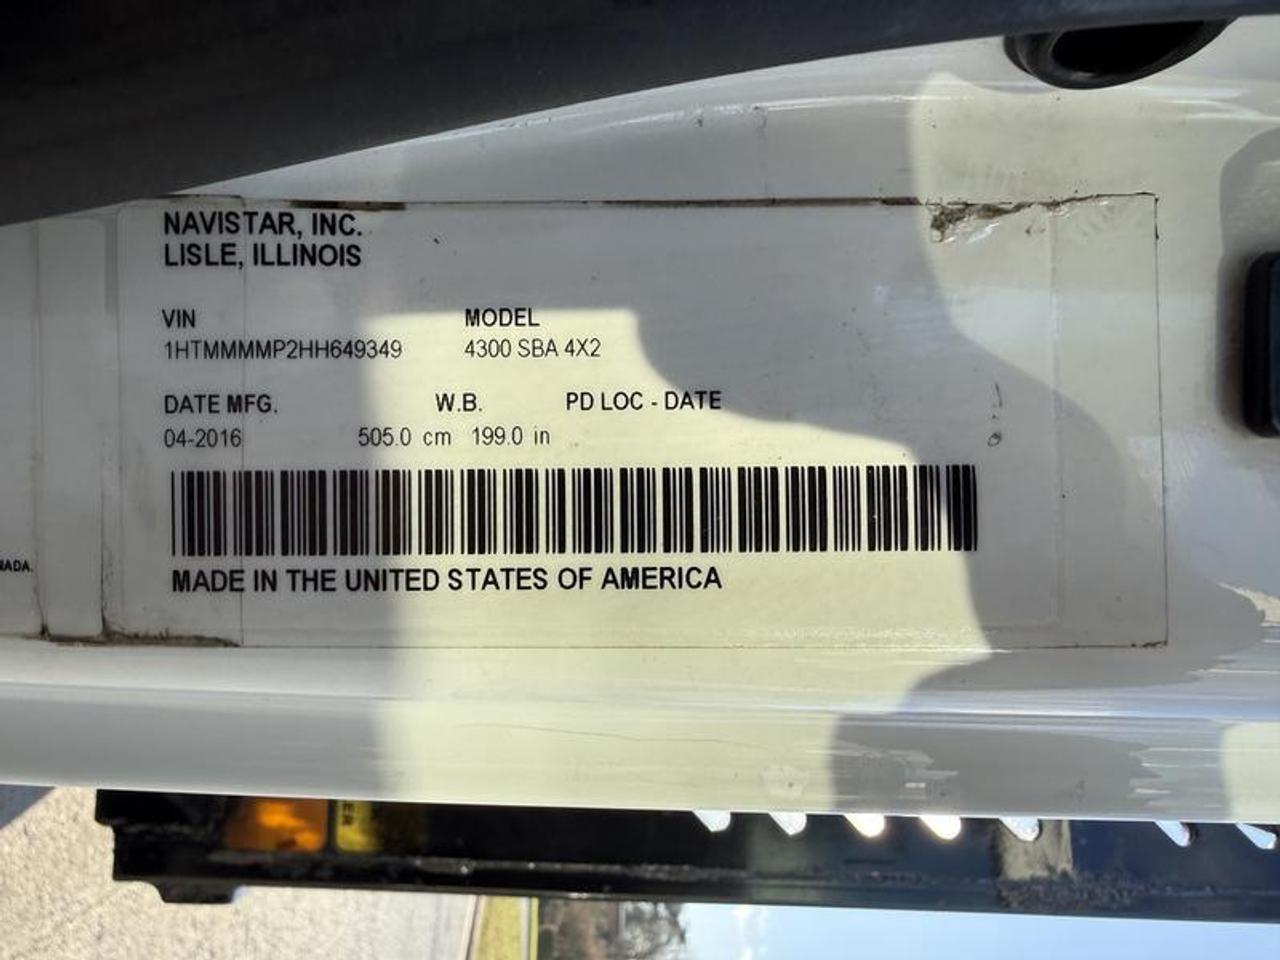 NAVISTAR, INC.
LISLE, ILLINOIS
VIN MODEL
1HTMMMMP2HH649349 4300 SBA 4X2
DATE MFG. W.B. PD LOC - DATE
04-2016 505.0 cm 199.0 in
MADE IN THE UNITED STATES OF AMERICA
NADA.